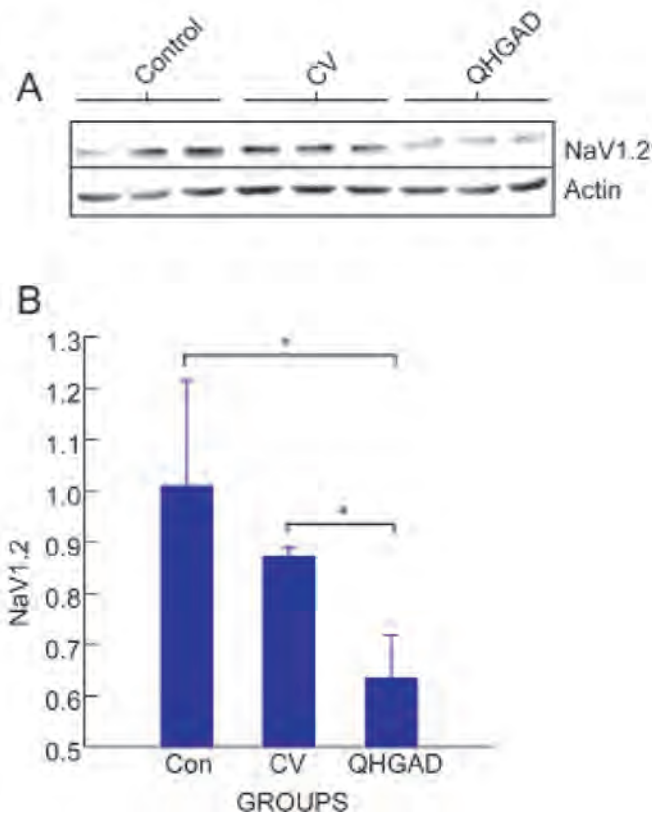 Control CV QHGAD
A
NaV1.2
Actin
B
1.3
*
1.2
1.1
1.0
*
0.9
0.8
0.7
0.6
0.5
NaV1.2
Con CV QHGAD
GROUPS